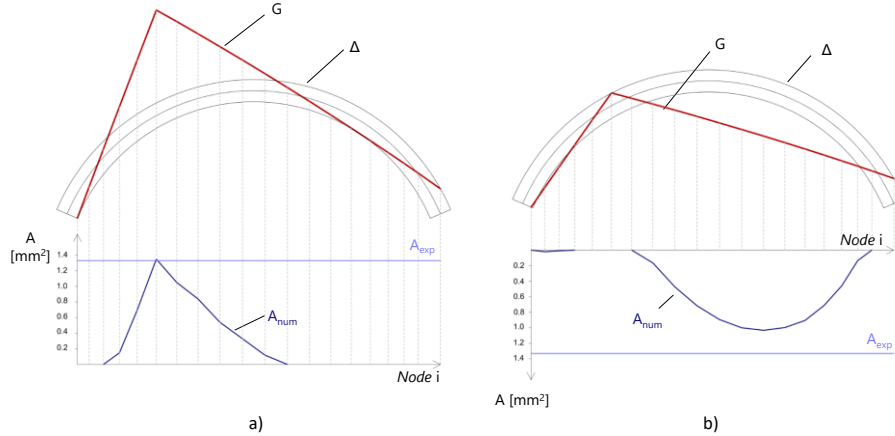 G
Δ
G
Δ
A
[mm²]
1.4
1.2
1.0
0.8
0.6
0.4
0.2
A_exp
A_num
Node i
a)
Node i
0.2
0.4
0.6
0.8
1.0
1.2
1.4
A_num
A_exp
A [mm²]
b)